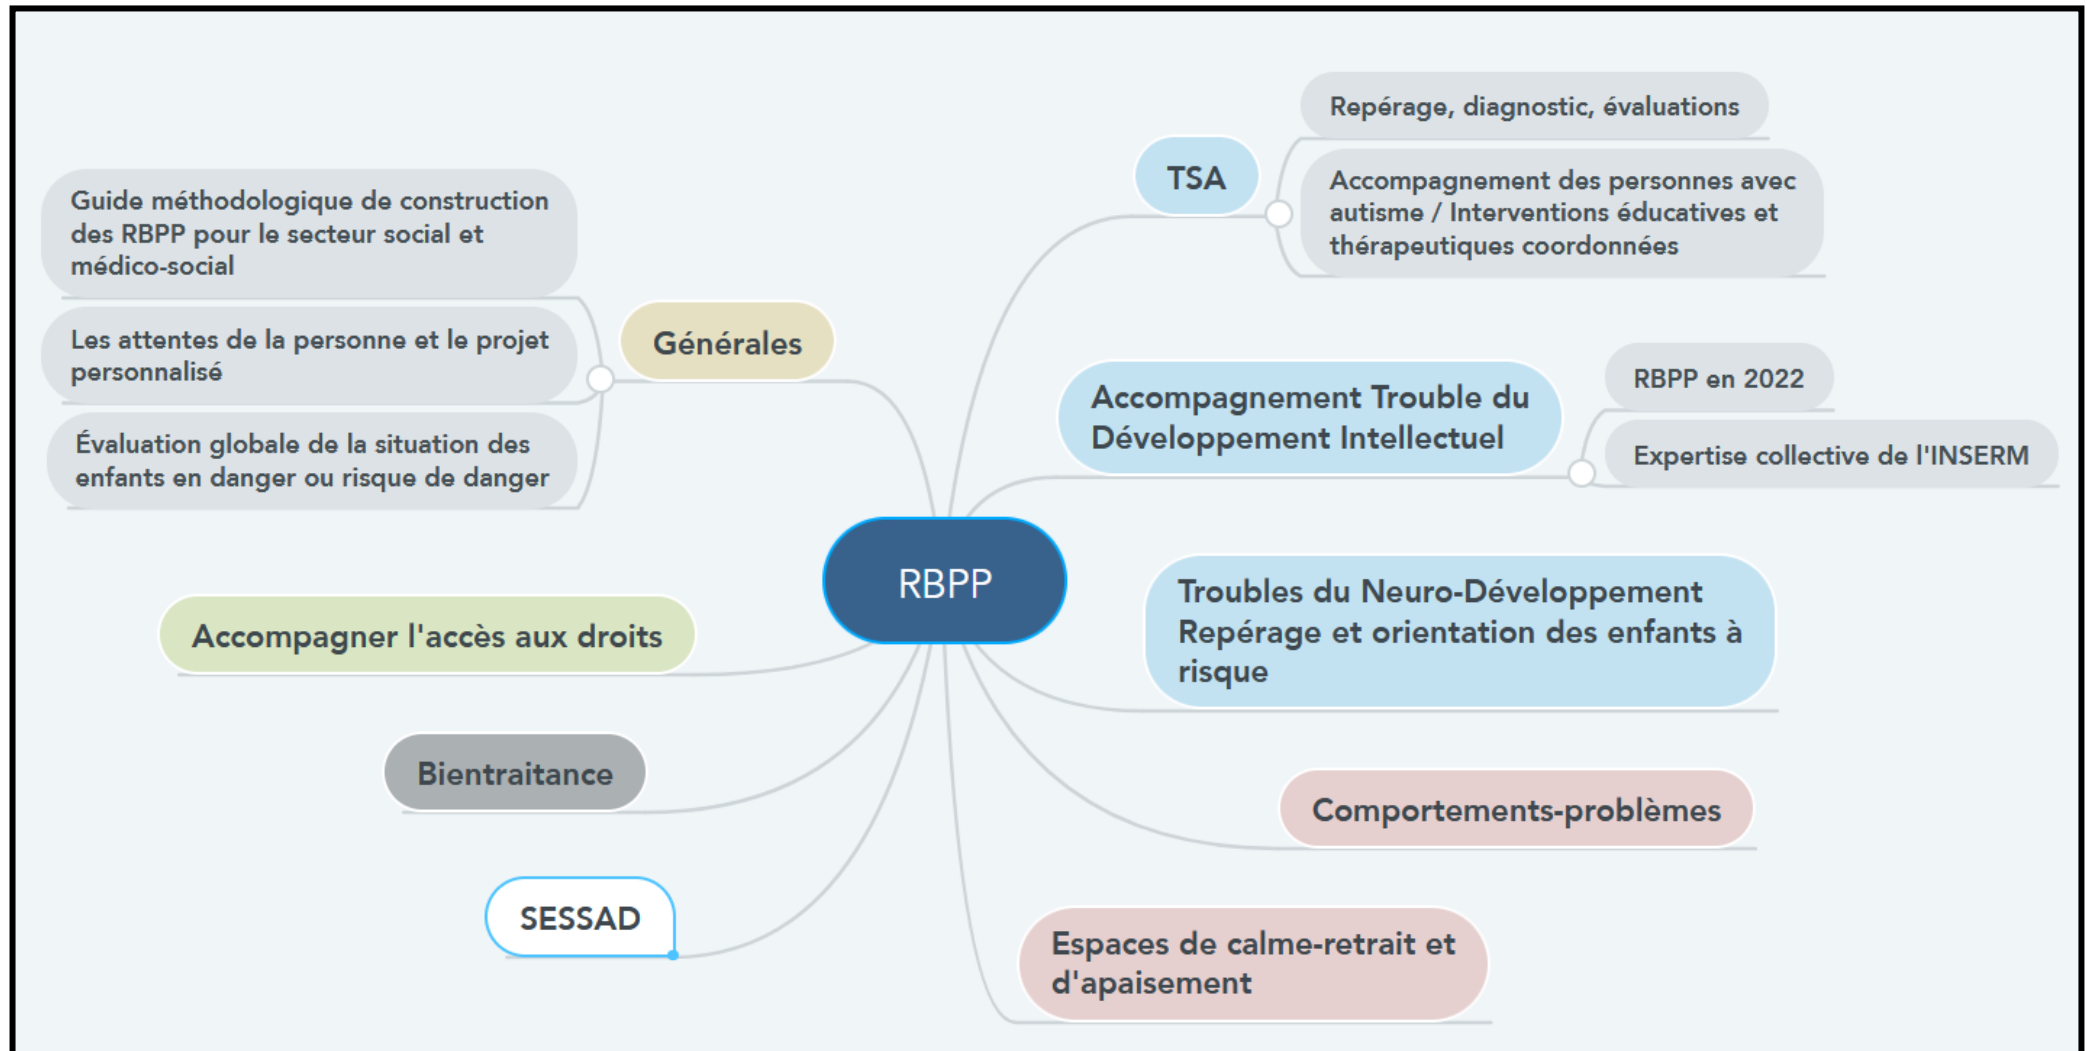 RBPP
Générales
Guide méthodologique de construction
des RBPP pour le secteur social et
médico-social
Les attentes de la personne et le projet
personnalisé
Évaluation globale de la situation des
enfants en danger ou risque de danger
Accompagner l'accès aux droits
Bientraitance
SESSAD
TSA
Repérage, diagnostic, évaluations
Accompagnement des personnes avec
autisme / Interventions éducatives et
thérapeutiques coordonnées
Accompagnement Trouble du
Développement Intellectuel
RBPP en 2022
Expertise collective de l'INSERM
Troubles du Neuro-Développement
Repérage et orientation des enfants à
risque
Comportements-problèmes
Espaces de calme-retrait et
d'apaisement